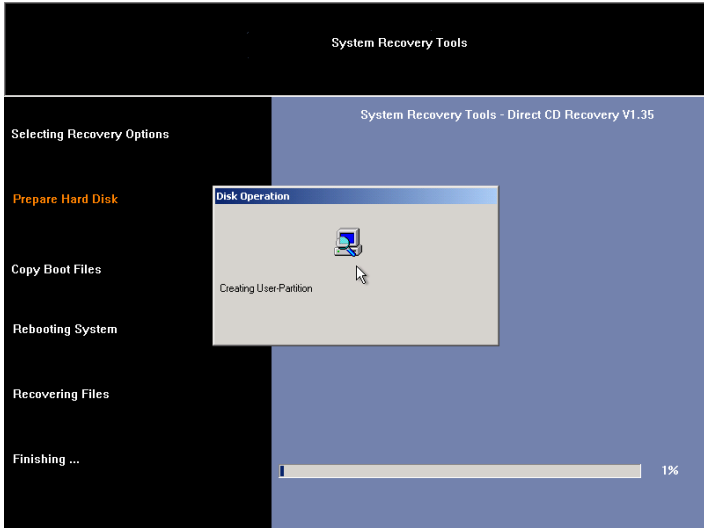 System Recovery Tools
System Recovery Tools - Direct CD Recovery V1.35
Selecting Recovery Options
Prepare Hard Disk
Disk Operation
Creating User-Partition
Copy Boot Files
Rebooting System
Recovering Files
Finishing ...
1%